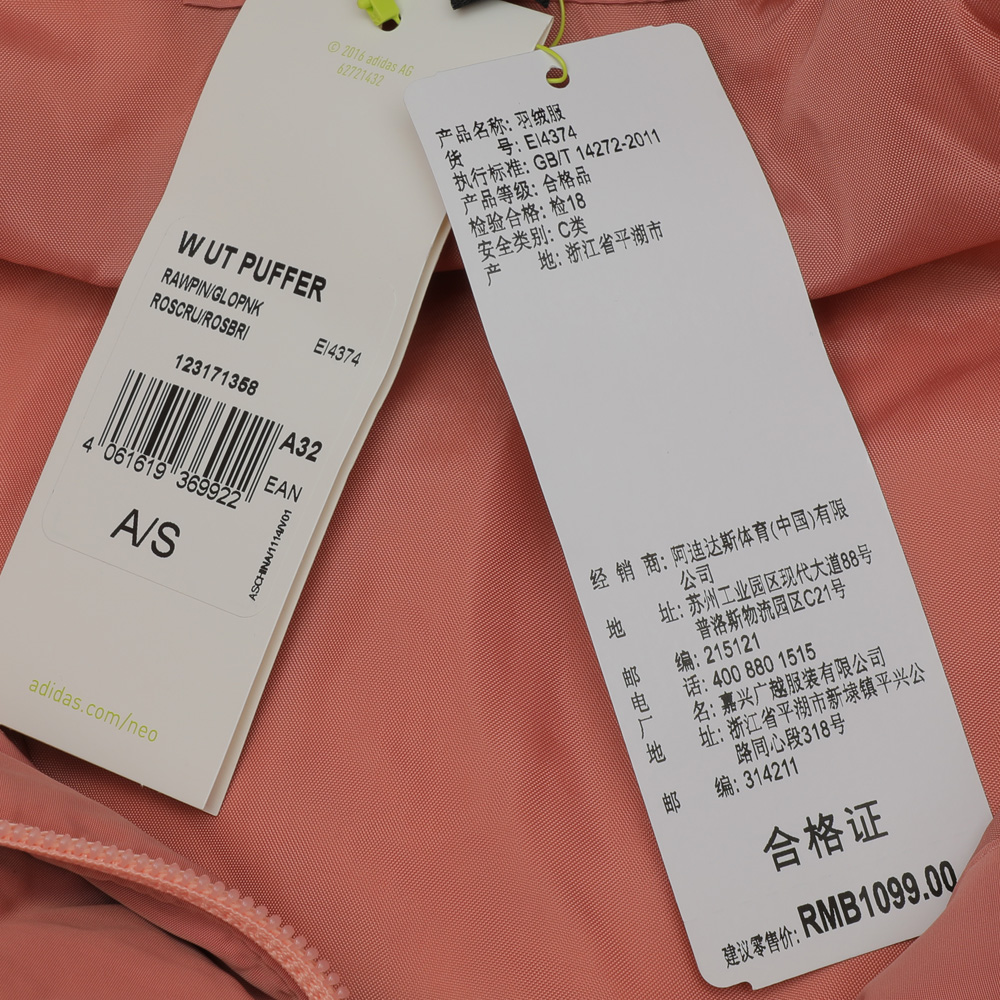 © 2016 adidas AG
62721432
W UT PUFFER
RAWPIN/GLOPNK
ROSCRU/ROSBRI
EI4374
123171358
A32
4 061619 369922
EAN
A/S
ASCHINA/1114/V01
adidas.com/neo
产品名称: 羽绒服
货 号: EI4374
执行标准: GB/T 14272-2011
产品等级: 合格品
检验合格: 检18
安全类别: C类
产 地: 浙江省平湖市
经 销 商: 阿迪达斯体育(中国)有限
公司
地 址: 苏州工业园区现代大道88号
普洛斯物流园区C21号
邮 编: 215121
电 话: 400 880 1515
厂 名: 嘉兴广越服装有限公司
地 址: 浙江省平湖市新埭镇平兴公
路同心段318号
邮 编: 314211
合格证
建议零售价: RMB1099.00